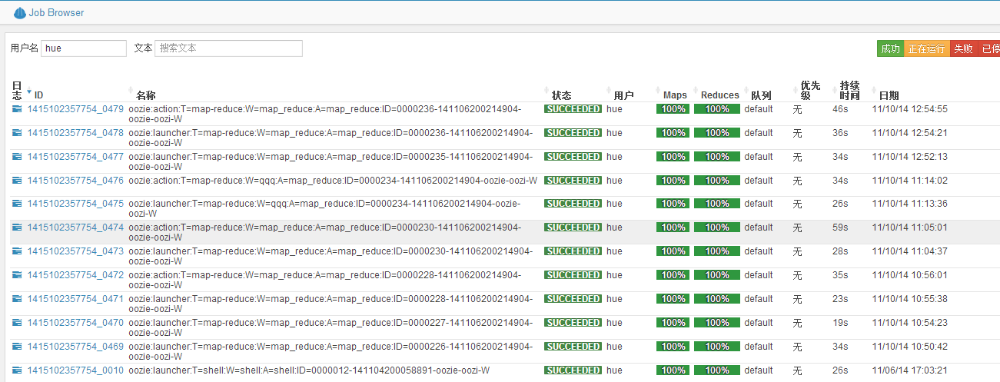 Job Browser
用户名 hue 文本 搜索文本 成功 正在运行 失败 已停
日志 ID 名称 状态 用户 Maps Reduces 队列 优先级 持续时间 日期
1415102357754_0479 oozie:action:T=map-reduce:W=map_reduce:A=map_reduce:ID=0000236-141106200214904- SUCCEEDED hue 100% 100% default 无 46s 11/10/14 12:54:55
oozie-oozi-W
1415102357754_0478 oozie:launcher:T=map-reduce:W=map_reduce:A=map_reduce:ID=0000236-141106200214904- SUCCEEDED hue 100% 100% default 无 36s 11/10/14 12:54:21
oozie-oozi-W
1415102357754_0477 oozie:launcher:T=map-reduce:W=map_reduce:A=map_reduce:ID=0000235-141106200214904- SUCCEEDED hue 100% 100% default 无 34s 11/10/14 12:52:13
oozie-oozi-W
1415102357754_0476 oozie:action:T=map-reduce:W=qqq:A=map_reduce:ID=0000234-141106200214904-oozie-oozi-W SUCCEEDED hue 100% 100% default 无 34s 11/10/14 11:14:02
1415102357754_0475 oozie:launcher:T=map-reduce:W=qqq:A=map_reduce:ID=0000234-141106200214904-oozie- SUCCEEDED hue 100% 100% default 无 26s 11/10/14 11:13:36
oozi-W
1415102357754_0474 oozie:action:T=map-reduce:W=map_reduce:A=map_reduce:ID=0000230-141106200214904- SUCCEEDED hue 100% 100% default 无 59s 11/10/14 11:05:01
oozie-oozi-W
1415102357754_0473 oozie:launcher:T=map-reduce:W=map_reduce:A=map_reduce:ID=0000230-141106200214904- SUCCEEDED hue 100% 100% default 无 28s 11/10/14 11:04:37
oozie-oozi-W
1415102357754_0472 oozie:action:T=map-reduce:W=map_reduce:A=map_reduce:ID=0000228-141106200214904- SUCCEEDED hue 100% 100% default 无 35s 11/10/14 10:56:01
oozie-oozi-W
1415102357754_0471 oozie:launcher:T=map-reduce:W=map_reduce:A=map_reduce:ID=0000228-141106200214904- SUCCEEDED hue 100% 100% default 无 23s 11/10/14 10:55:38
oozie-oozi-W
1415102357754_0470 oozie:launcher:T=map-reduce:W=map_reduce:A=map_reduce:ID=0000227-141106200214904- SUCCEEDED hue 100% 100% default 无 19s 11/10/14 10:54:23
oozie-oozi-W
1415102357754_0469 oozie:launcher:T=map-reduce:W=map_reduce:A=map_reduce:ID=0000226-141106200214904- SUCCEEDED hue 100% 100% default 无 34s 11/10/14 10:50:42
oozie-oozi-W
1415102357754_0010 oozie:launcher:T=shell:W=shell:A=shell:ID=0000012-141104200058891-oozie-oozi-W SUCCEEDED hue 100% 100% default 无 26s 11/06/14 17:03:21